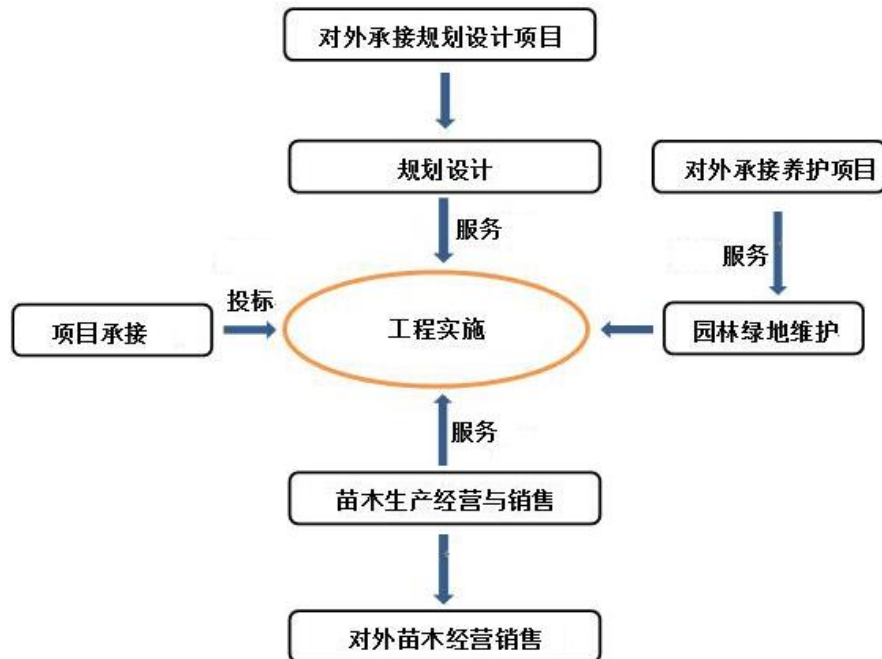 对外承接规划设计项目
规划设计
对外承接养护项目
服务
服务
投标
项目承接
工程实施
园林绿地维护
服务
苗木生产经营与销售
对外苗木经营销售